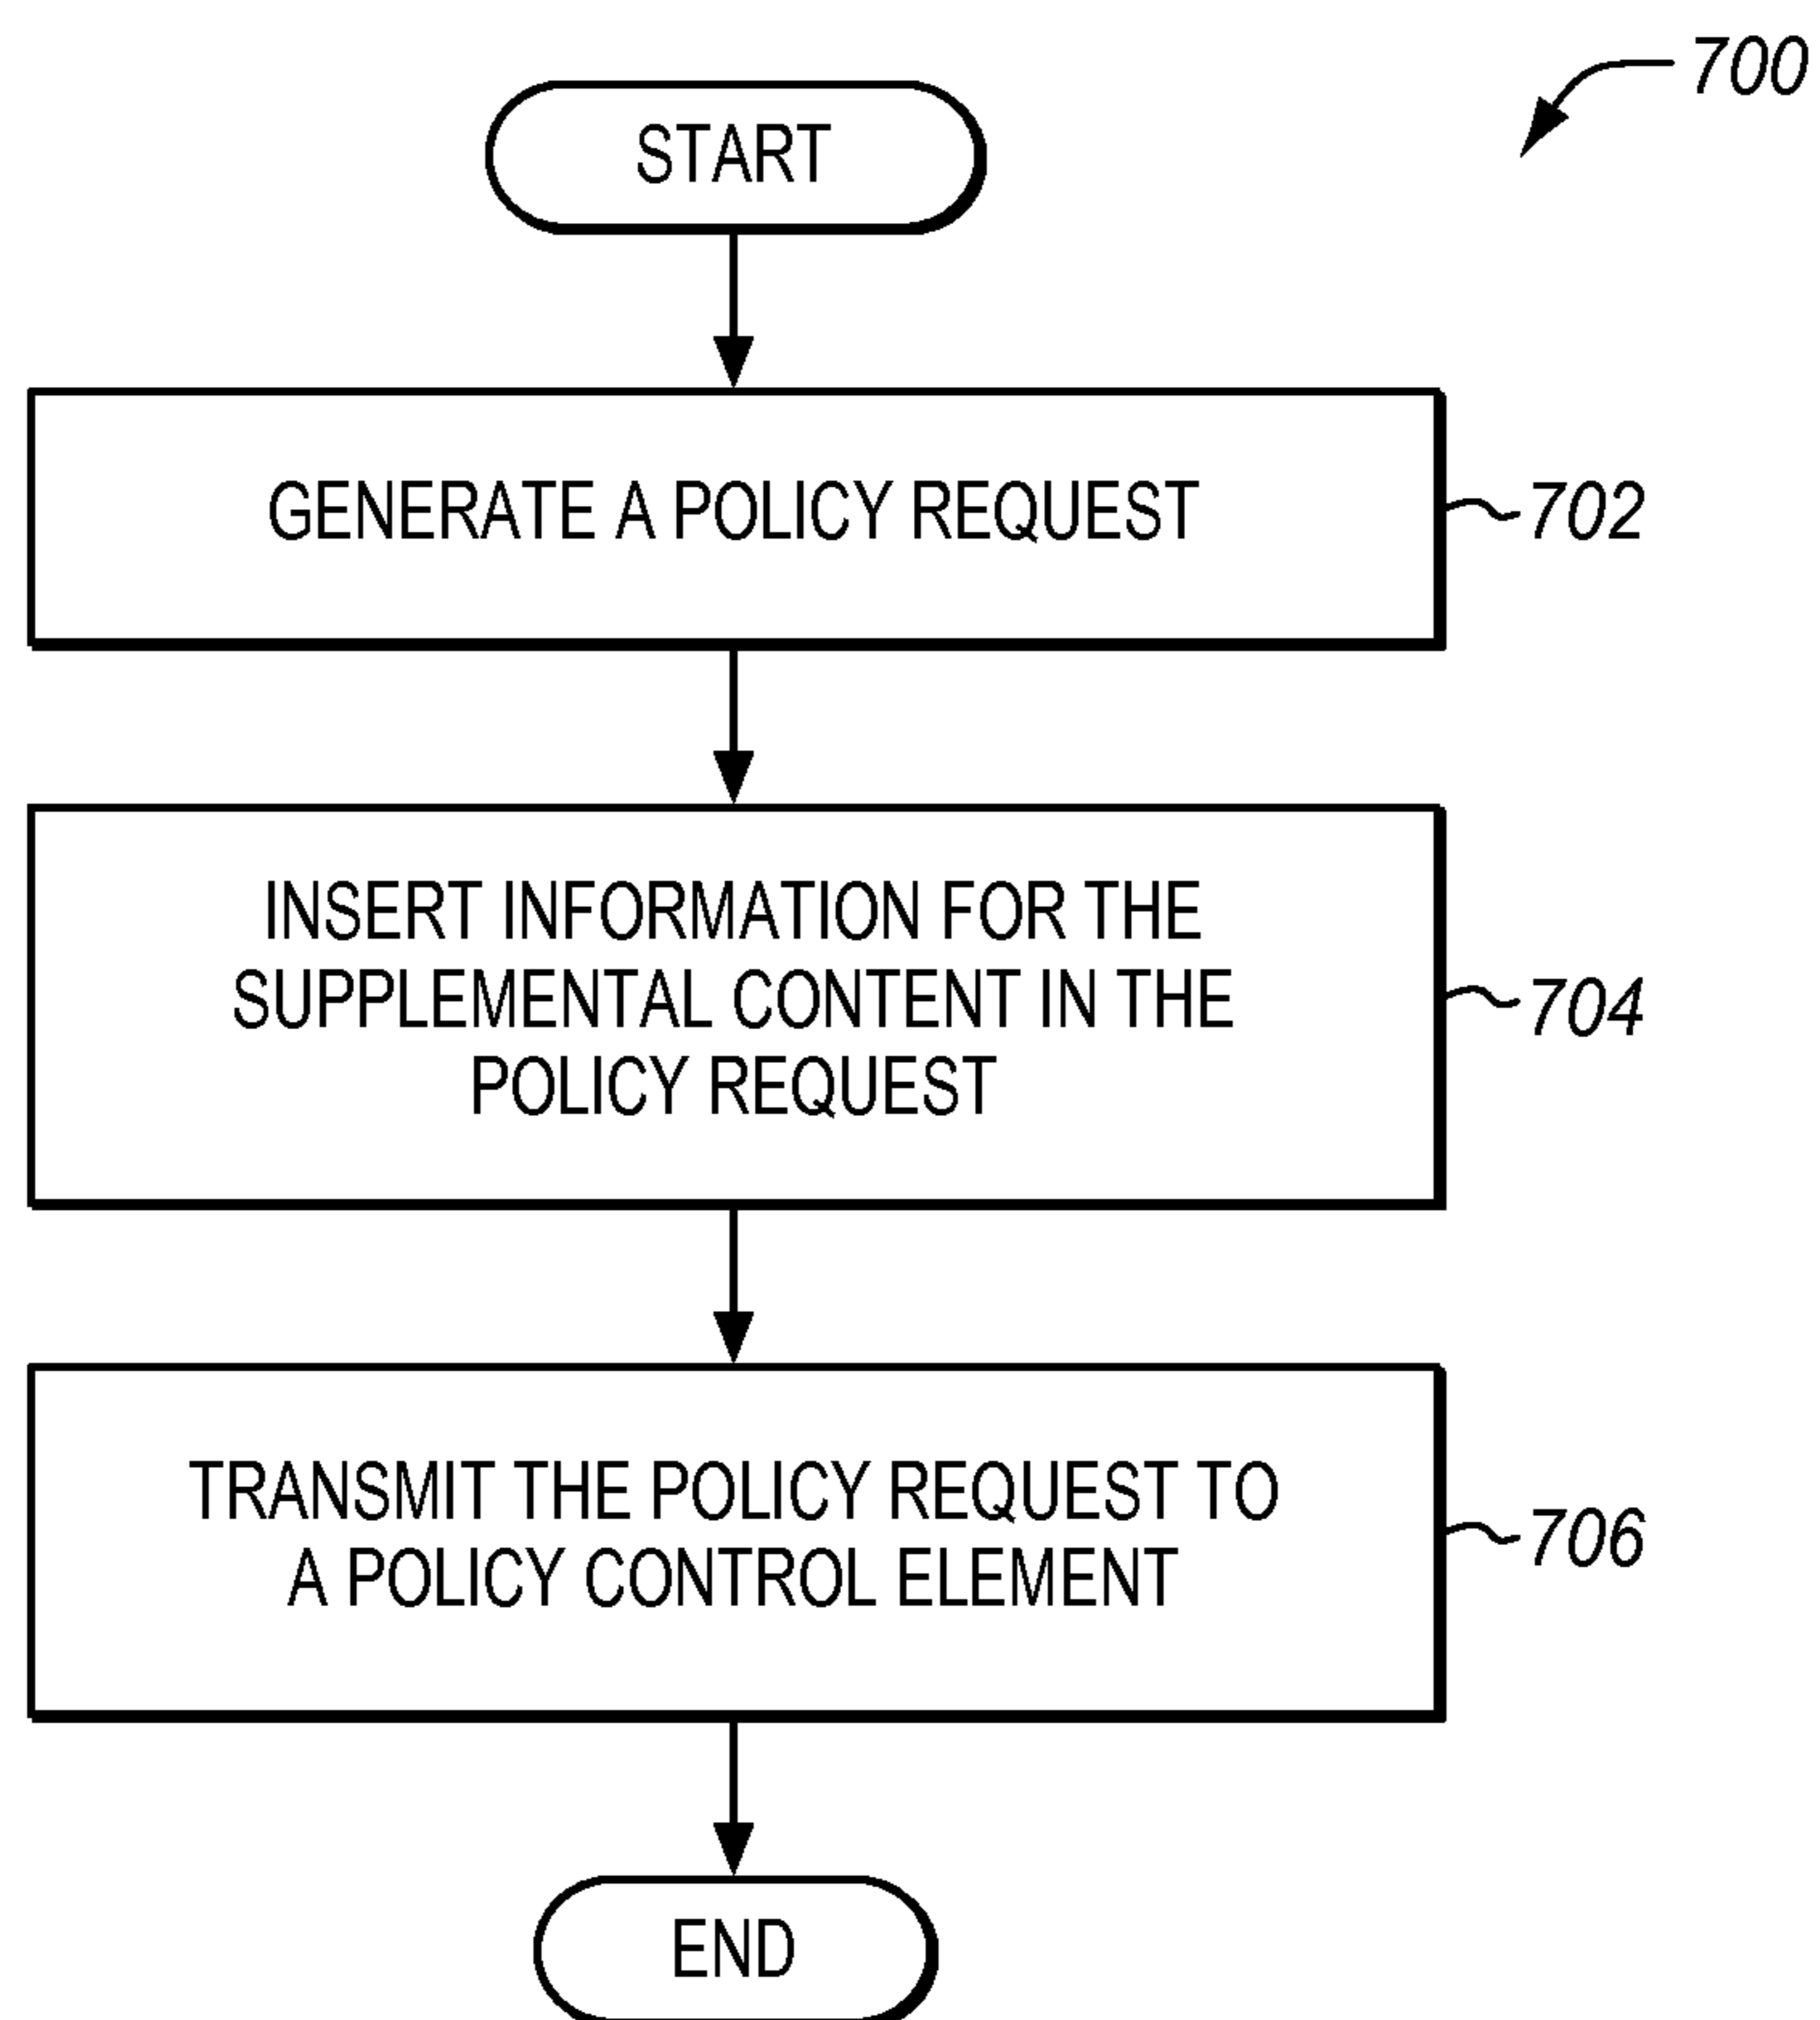 700
START
GENERATE A POLICY REQUEST
702
INSERT INFORMATION FOR THE
SUPPLEMENTAL CONTENT IN THE
POLICY REQUEST
704
TRANSMIT THE POLICY REQUEST TO
A POLICY CONTROL ELEMENT
706
END